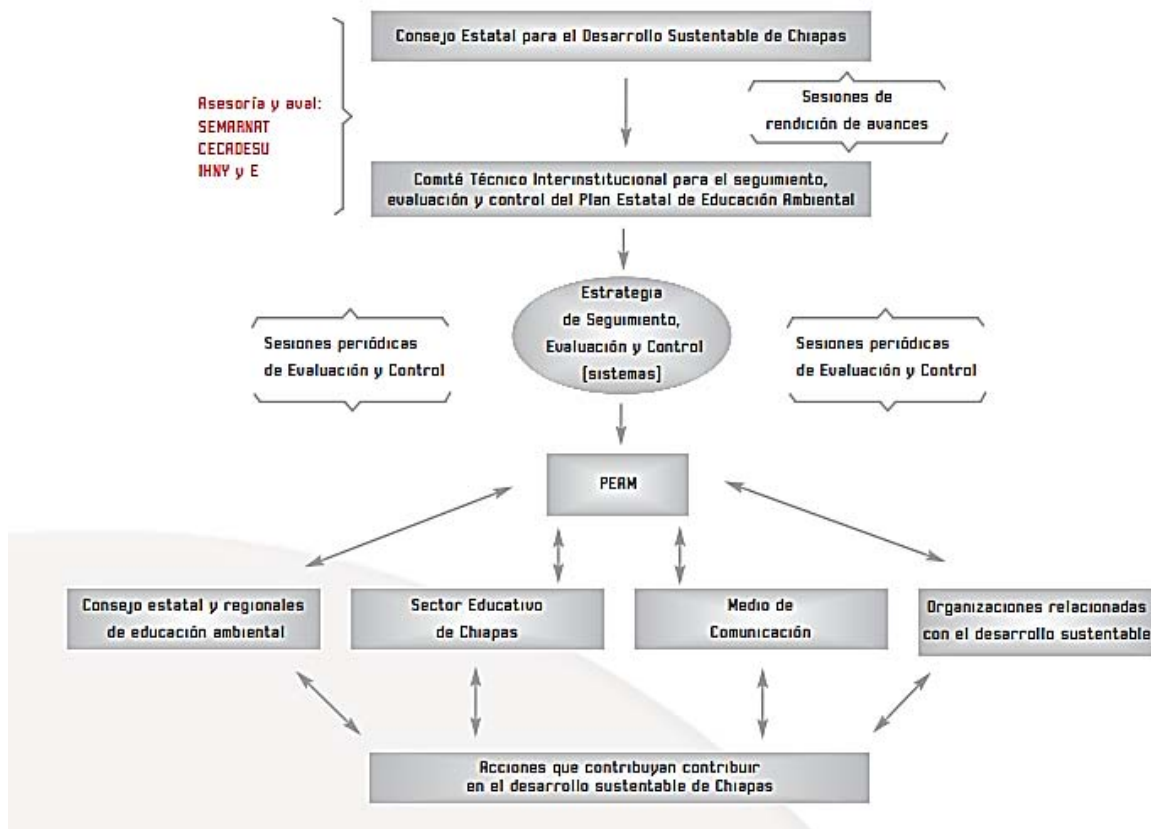 Consejo Estatal para el Desarrollo Sustentable de Chiapas
Asesoría y aval:
SEMARNAT
CECADESU
IHNY y E
Sesiones de
rendición de avances
Comité Técnico Interinstitucional para el seguimiento,
evaluación y control del Plan Estatal de Educación Ambiental
Estrategia
de Seguimiento,
Evaluación y Control
[sistemas]
Sesiones periódicas
de Evaluación y Control
Sesiones periódicas
de Evaluación y Control
PEAM
Consejo estatal y regionales
de educación ambiental
Sector Educativo
de Chiapas
Medio de
Comunicación
Organizaciones relacionadas
con el desarrollo sustentable
Acciones que contribuyan contribuir
en el desarrollo sustentable de Chiapas